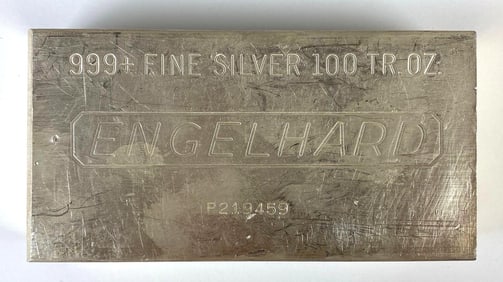 999+ FINE SILVER 100 TR. OZ.
ENGELHARD
P219459